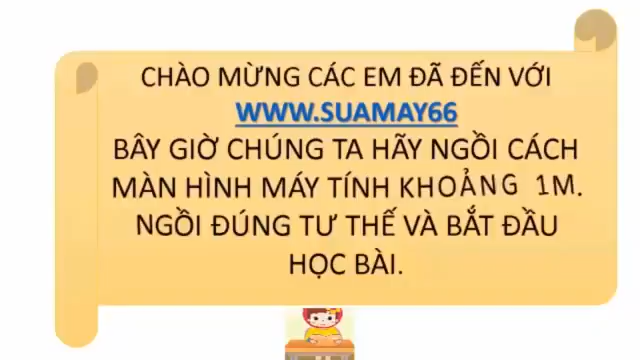 CHÀO MỪNG CÁC EM ĐÃ ĐẾN VỚI
WWW.SUAMAY66
BÂY GIỜ CHÚNG TA HÃY NGỒI CÁCH
MÀN HÌNH MÁY TÍNH KHOẢNG 1M.
NGỒI ĐÚNG TƯ THẾ VÀ BẮT ĐẦU
HỌC BÀI.